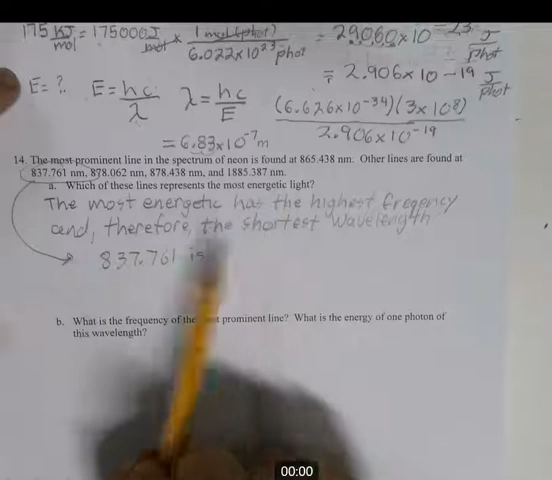 175 KJ/mol = 175000 J/mol × 1 mol (phot)/6.022×10^23 phot = 29060×10^-23 J/phot
= 2.906×10-19 J/phot
E=? E=hc/λ λ=hc/E (6.626×10^-34)(3×10^8)/2.906×10^-19
= 6.83×10^-7 m
14. The most prominent line in the spectrum of neon is found at 865.438 nm. Other lines are found at
837.761 nm, 878.062 nm, 878.438 nm, and 1885.387 nm.
a. Which of these lines represents the most energetic light?
The most energetic has the highest freqency
and, therefore, the shortest wavelength
837.761 is
b. What is the frequency of the prominent line? What is the energy of one photon of
this wavelength?
00:00